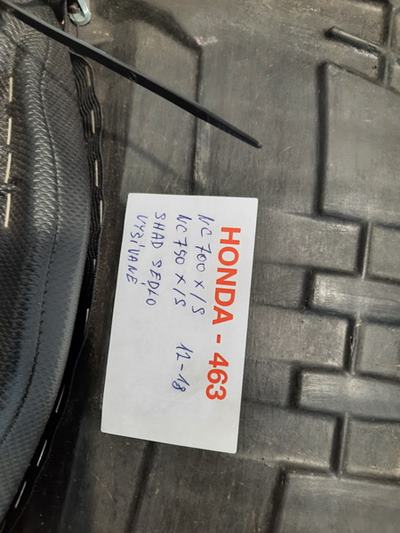 HONDA - 463
NC 700 X/S
NC 750 X/S 12-18
SHAD SEDLO
VYŠÍVANÉ